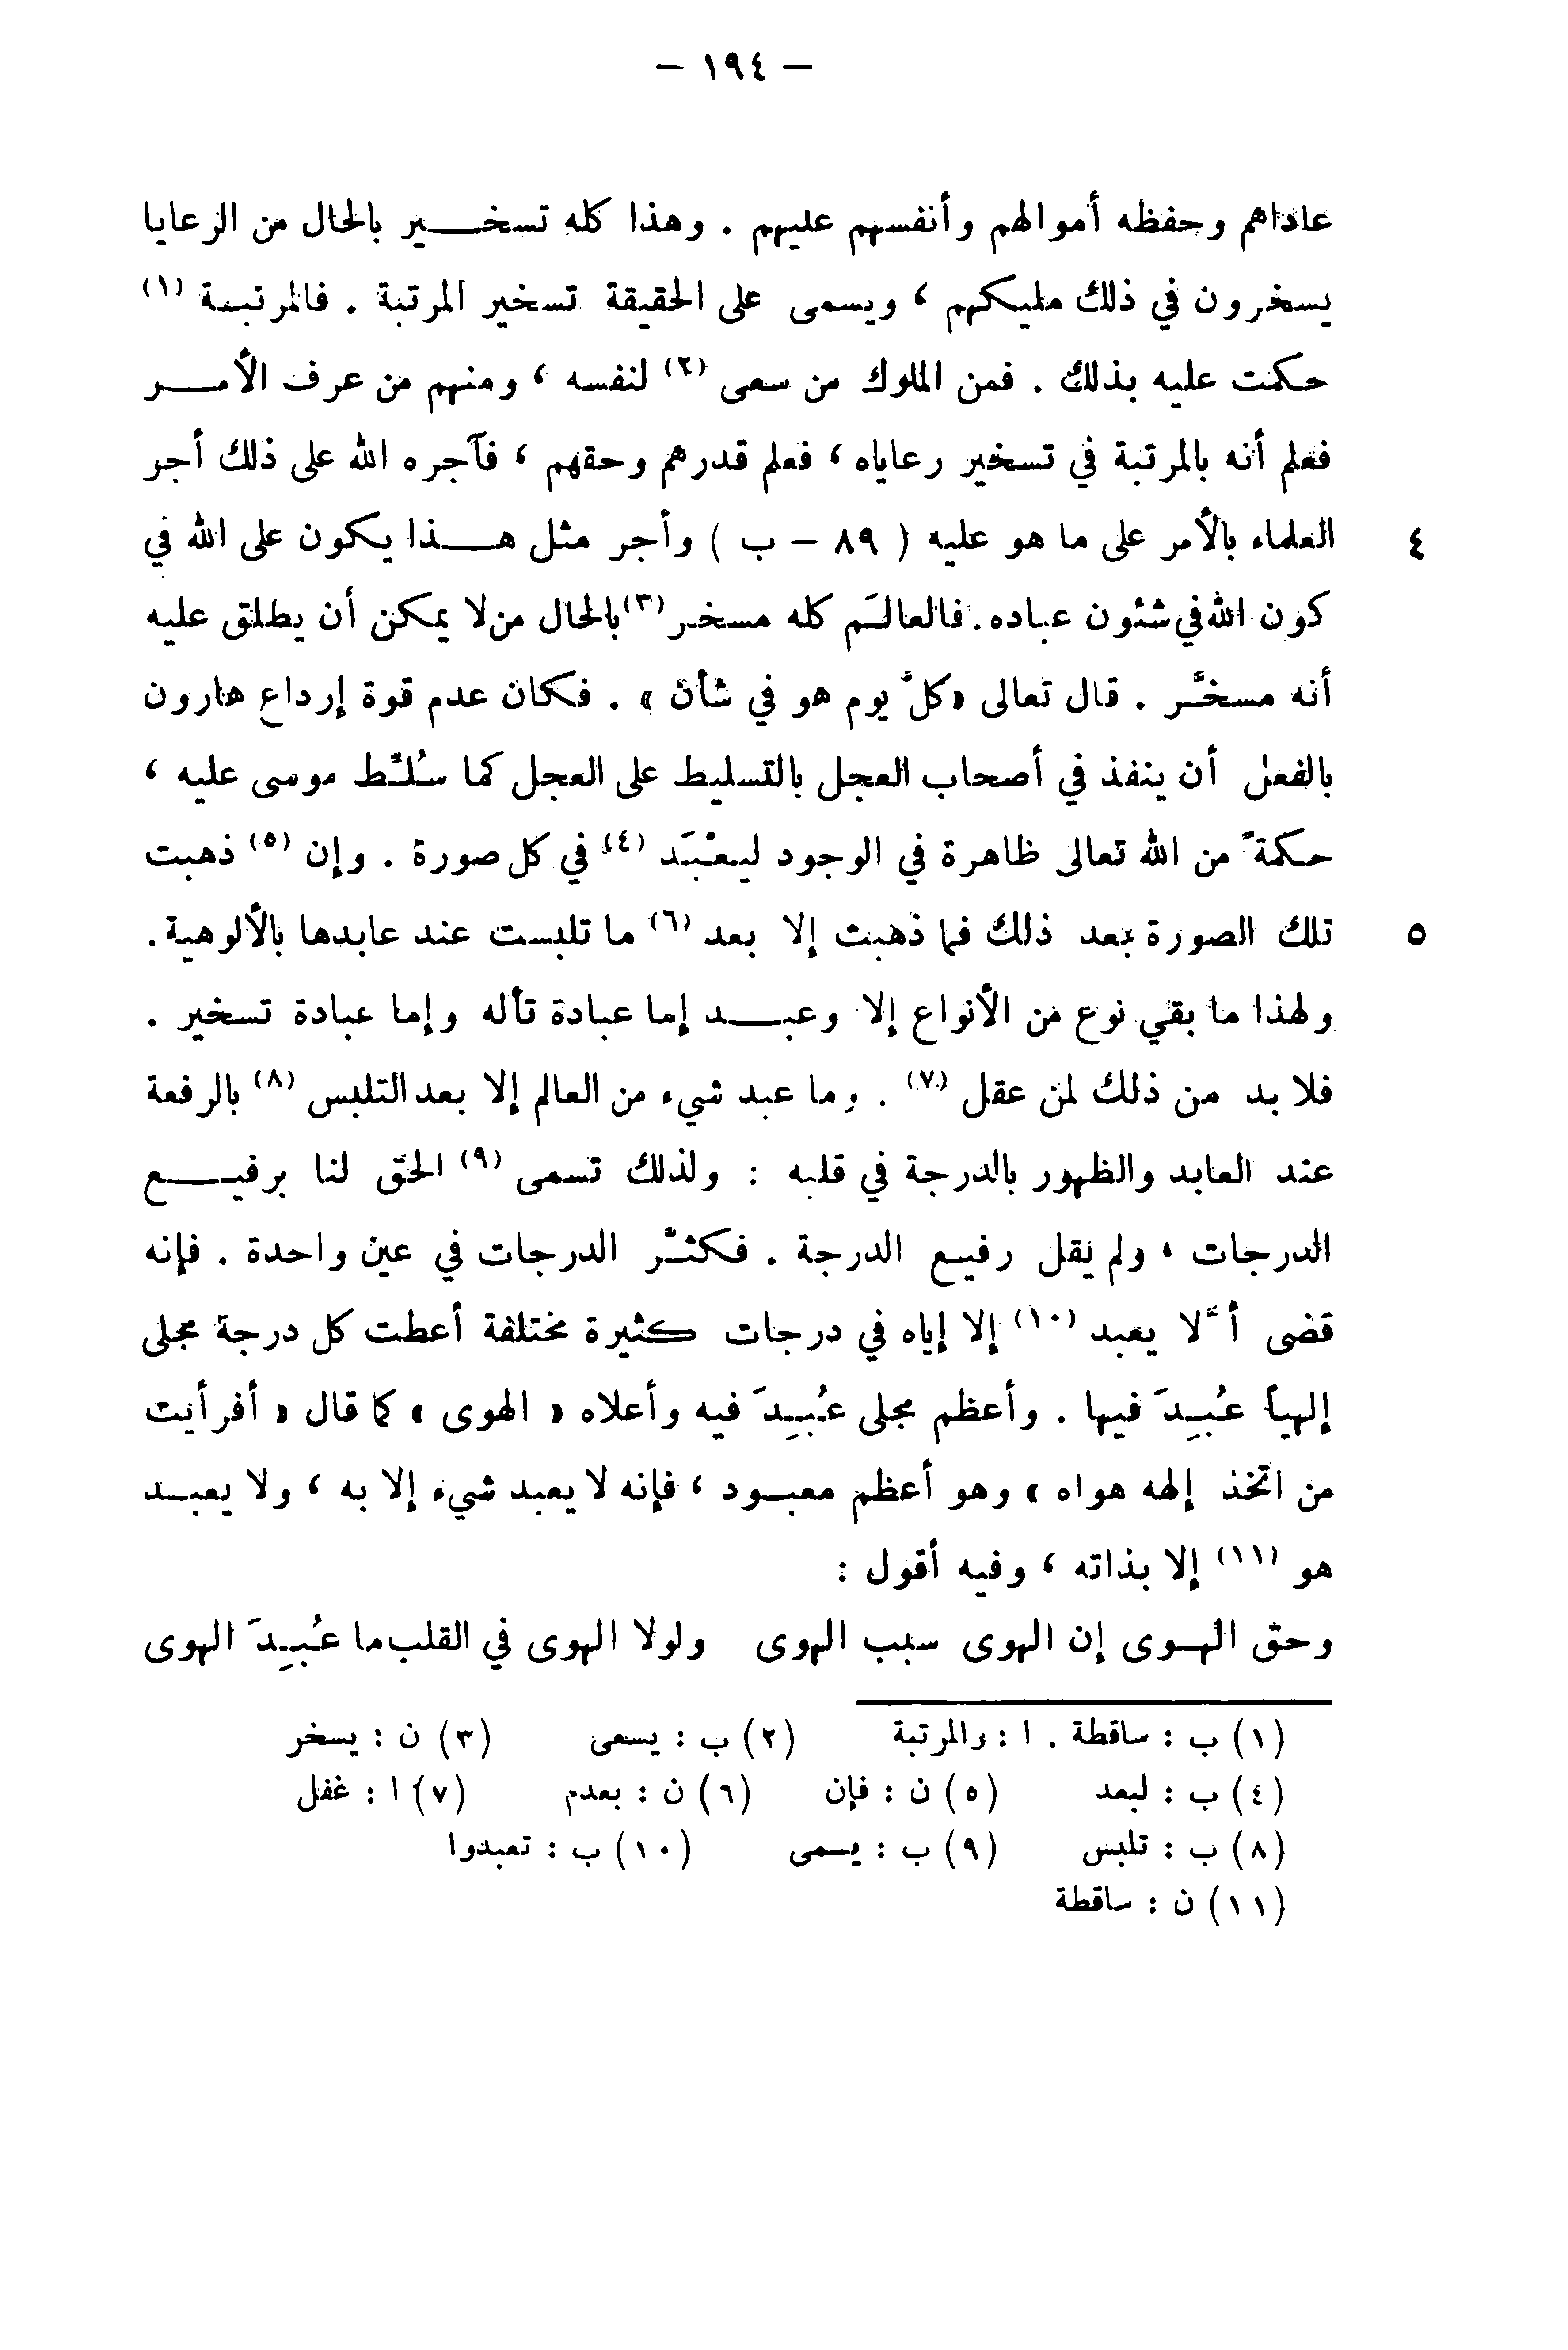 — ١٩٤ —
عاداهم وحفظه أموالهم وأنفسهم عليهم . وهذا كله تسخير بالحال من الرعايا
يسخرون في ذلك مليكهم ، ويسمى على الحقيقة تسخير المرتبة . فالمرتبة (١)
حكمت عليه بذلك . فمن الملوك من سعى (٢) لنفسه ، ومنهم من عرف الأمر
فعلم أنه بالمرتبة في تسخير رعاياه ، فعلم قدرهم وحقهم ، فآجره الله على ذلك أجر
العلماء بالأمر على ما هو عليه ( ٨٩ – ب ) وأجر مثل هذا يكون على الله في ٤
كون الله في شئون عباده . فالعالَم كله مسخر (٣) بالحال من لا يمكن أن يطلق عليه
أنه مسخَّر . قال تعالى « كلَّ يوم هو في شأن » . فكان عدم قوة إرداع هارون
بالفعل أن ينفذ في أصحاب العجل بالتسليط على العجل كما سُلِّط موسى عليه ،
حكمةً من الله تعالى ظاهرة في الوجود ليعْبَد (٤) في كل صورة . وإن (٥) ذهبت
تلك الصورة بعد ذلك فما ذهبت إلا بعد (٦) ما تلبست عند عابدها بالألوهية . ٥
ولهذا ما بقي نوع من الأنواع إلا وعبد إما عبادة تأله وإما عبادة تسخير .
فلا بد من ذلك لمن عقل (٧) . وما عبد شيء من العالم إلا بعد التلبس (٨) بالرفعة
عند العابد والظهور بالدرجة في قلبه : ولذلك تسمى (٩) الحق لنا برفيع
الدرجات ، ولم يقل رفيع الدرجة . فكثَّر الدرجات في عين واحدة . فإنه
قضى ألَّا يعبد (١٠) إلا إياه في درجات كثيرة مختلفة أعطت كل درجة مجلى
إلهياً عُبِدَ فيها . وأعظم مجلى عُبِدَ فيه وأعلاه « الهوى » كما قال « أفرأيت
من اتخذ إلهه هواه » وهو أعظم معبود ، فإنه لا يعبد شيء إلا به ، ولا يعبد
هو (١١) إلا بذاته ، وفيه أقول :
وحق الهوى إن الهوى سبب الهوى ولولا الهوى في القلب ما عُبِدَ الهوى
(١) ب : ساقطة . ا : والمرتبة (٢) ب : يسعى (٣) ن : يسخر
(٤) ب : لبعد (٥) ن : فإن (٦) ن : بعدم (٧) ا : غفل
(٨) ب : تلبس (٩) ب : يسمى (١٠) ب : تعبدوا
(١١) ن : ساقطة